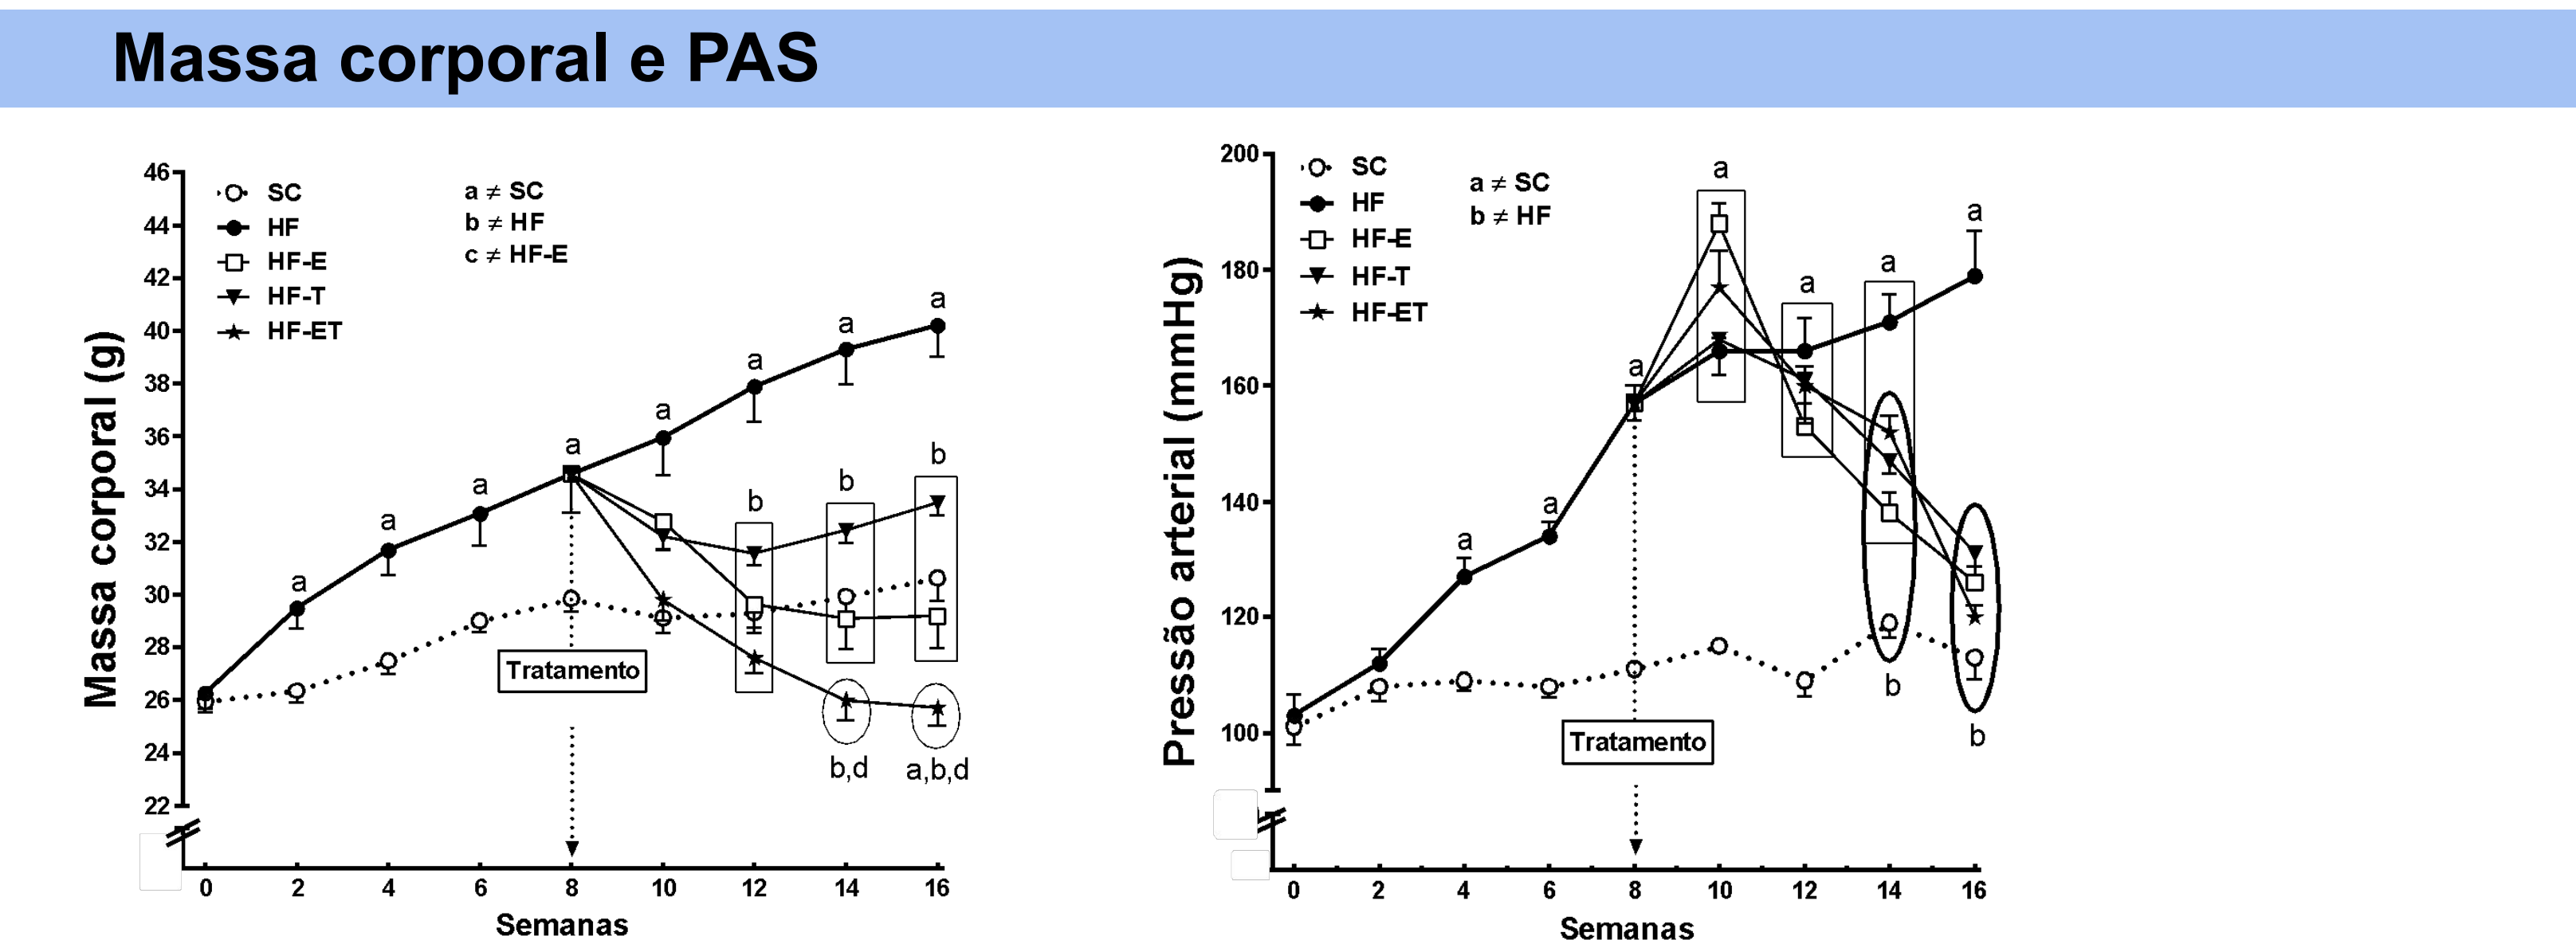 Massa corporal e PAS
Massa corporal (g)
46
44
42
40
38
36
34
32
30
28
26
24
22
SC
HF
HF-E
HF-T
HF-ET
a ≠ SC
b ≠ HF
c ≠ HF-E
a
a
a
a
a
a
a
a
a
b
b
b
b,d
a,b,d
Tratamento
0 2 4 6 8 10 12 14 16
Semanas
Pressão arterial (mmHg)
200
180
160
140
120
100
SC
HF
HF-E
HF-T
HF-ET
a ≠ SC
b ≠ HF
a
a
a
a
a
a
a
b
b
Tratamento
0 2 4 6 8 10 12 14 16
Semanas